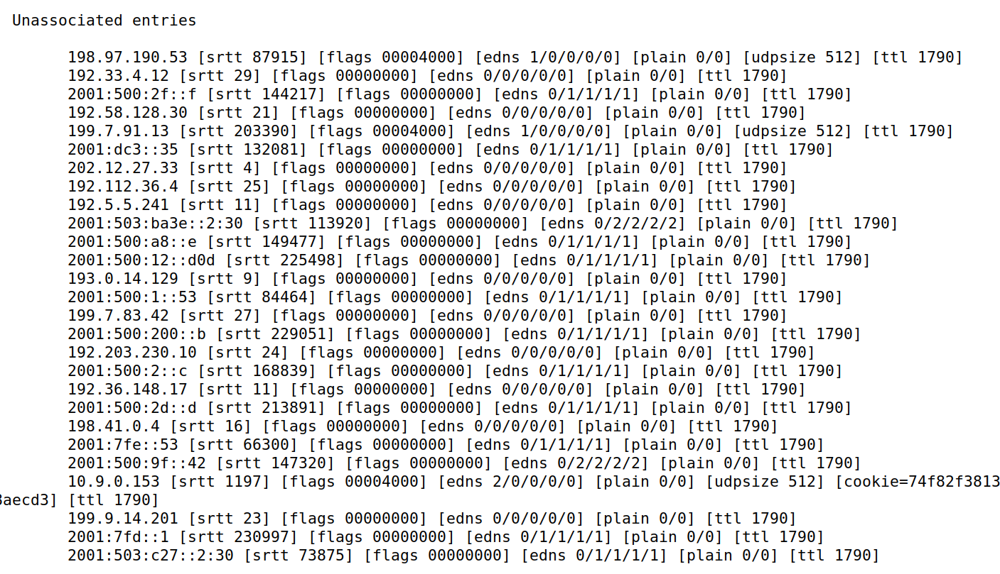 Unassociated entries
198.97.190.53 [srtt 87915] [flags 00004000] [edns 1/0/0/0/0] [plain 0/0] [udpsize 512] [ttl 1790]
192.33.4.12 [srtt 29] [flags 00000000] [edns 0/0/0/0/0] [plain 0/0] [ttl 1790]
2001:500:2f::f [srtt 144217] [flags 00000000] [edns 0/1/1/1/1] [plain 0/0] [ttl 1790]
192.58.128.30 [srtt 21] [flags 00000000] [edns 0/0/0/0/0] [plain 0/0] [ttl 1790]
199.7.91.13 [srtt 203390] [flags 00004000] [edns 1/0/0/0/0] [plain 0/0] [udpsize 512] [ttl 1790]
2001:dc3::35 [srtt 132081] [flags 00000000] [edns 0/1/1/1/1] [plain 0/0] [ttl 1790]
202.12.27.33 [srtt 4] [flags 00000000] [edns 0/0/0/0/0] [plain 0/0] [ttl 1790]
192.112.36.4 [srtt 25] [flags 00000000] [edns 0/0/0/0/0] [plain 0/0] [ttl 1790]
192.5.5.241 [srtt 11] [flags 00000000] [edns 0/0/0/0/0] [plain 0/0] [ttl 1790]
2001:503:ba3e::2:30 [srtt 113920] [flags 00000000] [edns 0/2/2/2/2] [plain 0/0] [ttl 1790]
2001:500:a8::e [srtt 149477] [flags 00000000] [edns 0/1/1/1/1] [plain 0/0] [ttl 1790]
2001:500:12::d0d [srtt 225498] [flags 00000000] [edns 0/1/1/1/1] [plain 0/0] [ttl 1790]
193.0.14.129 [srtt 9] [flags 00000000] [edns 0/0/0/0/0] [plain 0/0] [ttl 1790]
2001:500:1::53 [srtt 84464] [flags 00000000] [edns 0/1/1/1/1] [plain 0/0] [ttl 1790]
199.7.83.42 [srtt 27] [flags 00000000] [edns 0/0/0/0/0] [plain 0/0] [ttl 1790]
2001:500:200::b [srtt 229051] [flags 00000000] [edns 0/1/1/1/1] [plain 0/0] [ttl 1790]
192.203.230.10 [srtt 24] [flags 00000000] [edns 0/0/0/0/0] [plain 0/0] [ttl 1790]
2001:500:2::c [srtt 168839] [flags 00000000] [edns 0/1/1/1/1] [plain 0/0] [ttl 1790]
192.36.148.17 [srtt 11] [flags 00000000] [edns 0/0/0/0/0] [plain 0/0] [ttl 1790]
2001:500:2d::d [srtt 213891] [flags 00000000] [edns 0/1/1/1/1] [plain 0/0] [ttl 1790]
198.41.0.4 [srtt 16] [flags 00000000] [edns 0/0/0/0/0] [plain 0/0] [ttl 1790]
2001:7fe::53 [srtt 66300] [flags 00000000] [edns 0/1/1/1/1] [plain 0/0] [ttl 1790]
2001:500:9f::42 [srtt 147320] [flags 00000000] [edns 0/2/2/2/2] [plain 0/0] [ttl 1790]
10.9.0.153 [srtt 1197] [flags 00004000] [edns 2/0/0/0/0] [plain 0/0] [udpsize 512] [cookie=74f82f3813
aecd3] [ttl 1790]
199.9.14.201 [srtt 23] [flags 00000000] [edns 0/0/0/0/0] [plain 0/0] [ttl 1790]
2001:7fd::1 [srtt 230997] [flags 00000000] [edns 0/1/1/1/1] [plain 0/0] [ttl 1790]
2001:503:c27::2:30 [srtt 73875] [flags 00000000] [edns 0/1/1/1/1] [plain 0/0] [ttl 1790]